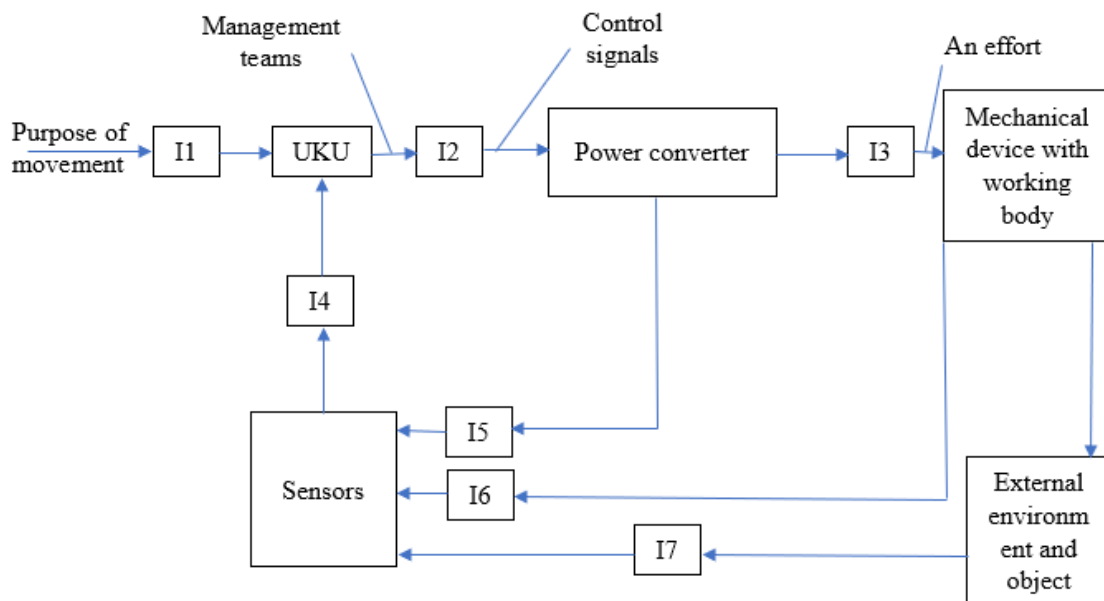 Management
teams
Control
signals
An effort
Purpose of
movement
I1
UKU
I2
Power converter
I3
Mechanical
device with
working
body
I4
Sensors
I5
I6
I7
External
environm
ent and
object